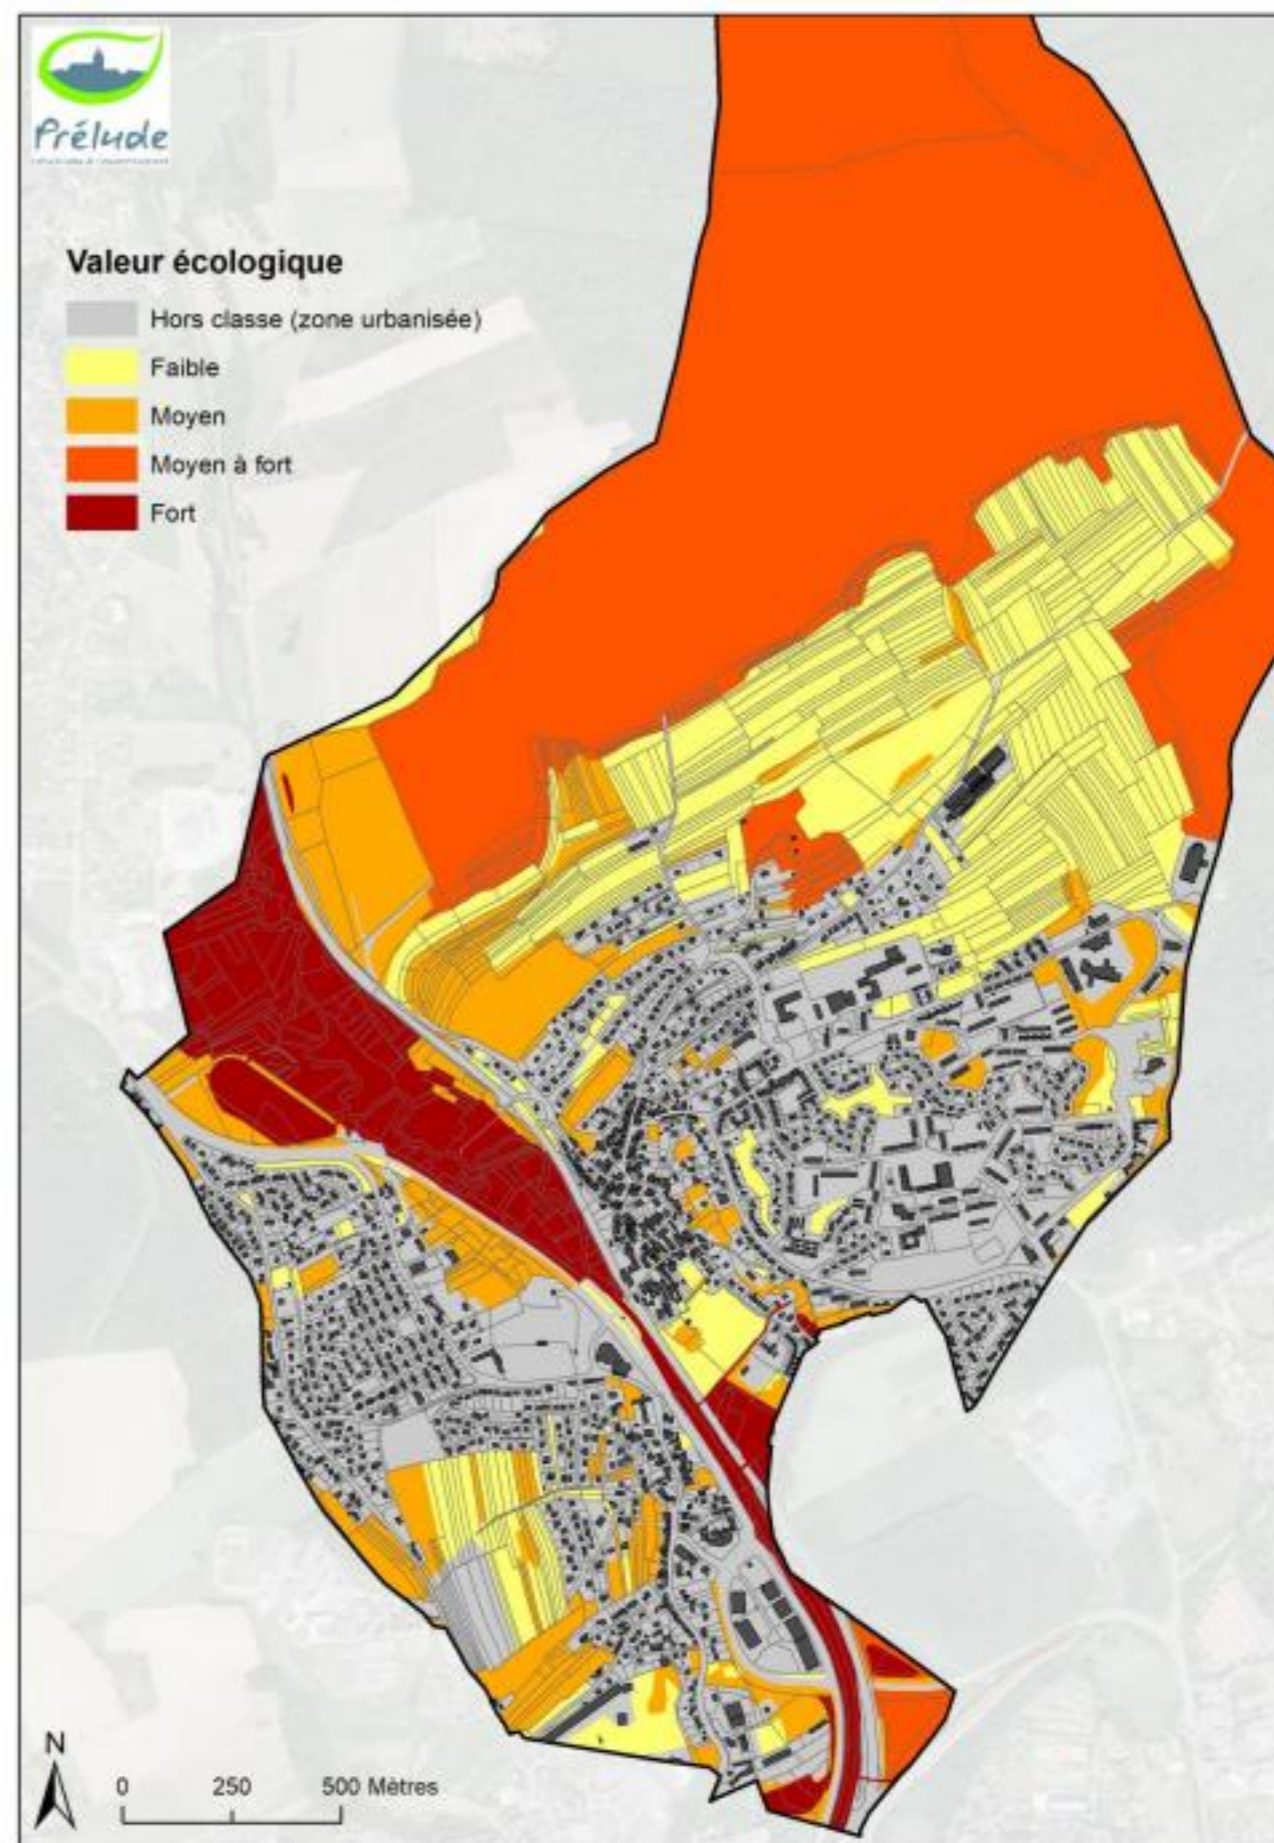 Prélude
Valeur écologique
Hors classe (zone urbanisée)
Faible
Moyen
Moyen à fort
Fort
N
0 250 500 Mètres